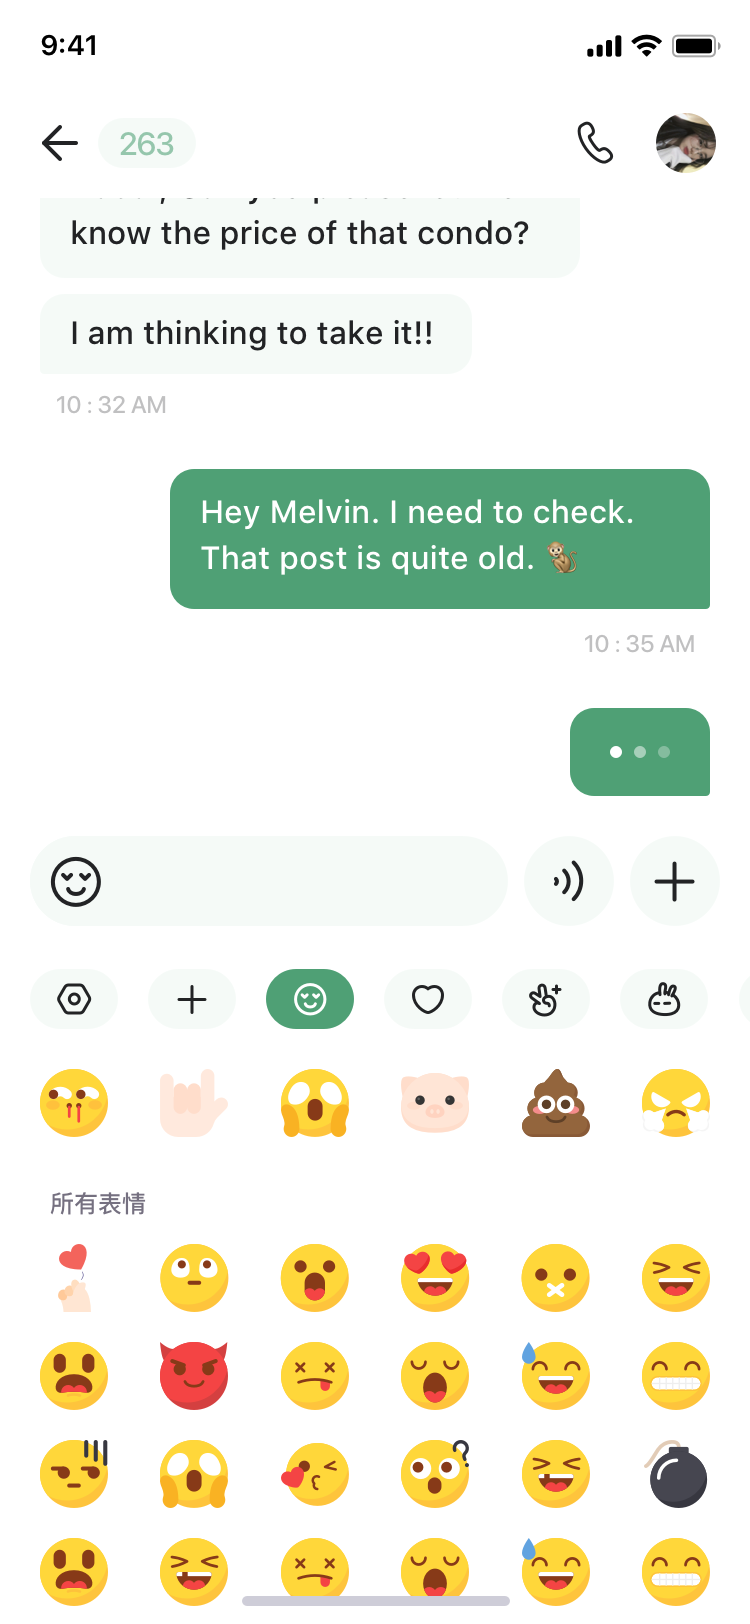 9:41
263
know the price of that condo?
I am thinking to take it!!
10 : 32 AM
Hey Melvin. I need to check.
That post is quite old. 🐒
10 : 35 AM
所有表情